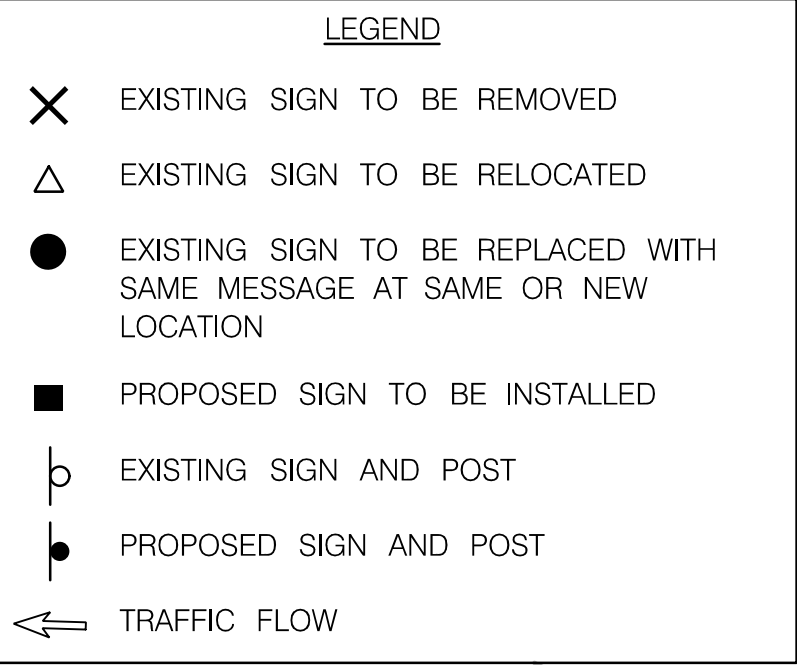 LEGEND
EXISTING SIGN TO BE REMOVED
EXISTING SIGN TO BE RELOCATED
EXISTING SIGN TO BE REPLACED WITH
SAME MESSAGE AT SAME OR NEW
LOCATION
PROPOSED SIGN TO BE INSTALLED
EXISTING SIGN AND POST
PROPOSED SIGN AND POST
TRAFFIC FLOW